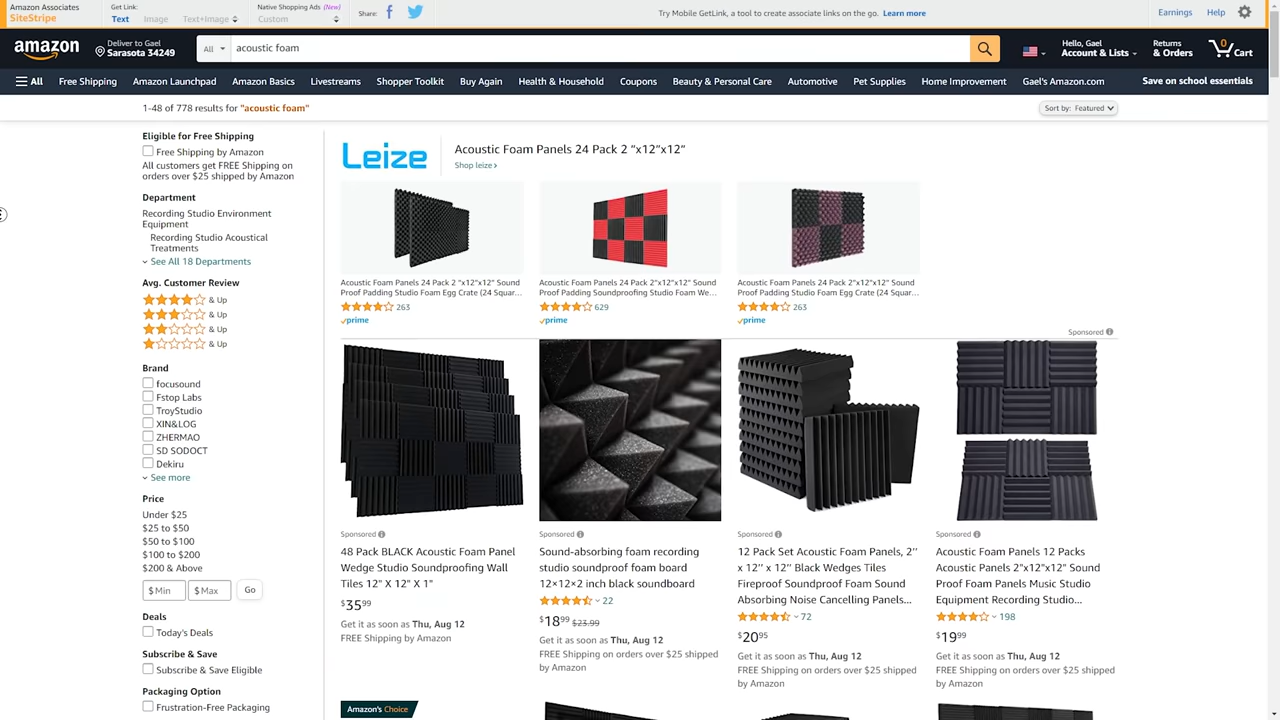 Amazon Associates
SiteStripe
Get Link:
Text Image Text+Image
Native Shopping Ads (New)
Custom
Share:
Try Mobile GetLink, a tool to create associate links on the go. Learn more
Earnings Help
amazon
Deliver to Gael
Sarasota 34249
All
acoustic foam
Hello, Gael
Account & Lists
Returns
& Orders
0
Cart
All Free Shipping Amazon Launchpad Amazon Basics Livestreams Shopper Toolkit Buy Again Health & Household Coupons Beauty & Personal Care Automotive Pet Supplies Home Improvement Gael's Amazon.com Save on school essentials
1-48 of 778 results for "acoustic foam"
Sort by: Featured
Eligible for Free Shipping
Free Shipping by Amazon
All customers get FREE Shipping on
orders over $25 shipped by Amazon
Department
Recording Studio Environment
Equipment
Recording Studio Acoustical
Treatments
See All 18 Departments
Avg. Customer Review
& Up
& Up
& Up
& Up
Brand
focusound
Fstop Labs
TroyStudio
XIN&LOG
ZHERMAO
SD SODOCT
Dekiru
See more
Price
Under $25
$25 to $50
$50 to $100
$100 to $200
$200 & Above
$ Min $ Max Go
Deals
Today's Deals
Subscribe & Save
Subscribe & Save Eligible
Packaging Option
Frustration-Free Packaging
Leize
Acoustic Foam Panels 24 Pack 2 "x12"x12"
Shop leize ›
Acoustic Foam Panels 24 Pack 2 "x12"x12" Sound
Proof Padding Studio Foam Egg Crate (24 Squar...
263
prime
Acoustic Foam Panels 24 Pack 2"x12"x12" Sound
Proof Padding Soundproofing Studio Foam We...
629
prime
Acoustic Foam Panels 24 Pack 2"x12"x12" Sound
Proof Padding Studio Foam Egg Crate (24 Squar...
263
prime
Sponsored
Sponsored
48 Pack BLACK Acoustic Foam Panel
Wedge Studio Soundproofing Wall
Tiles 12" X 12" X 1"
$35 99
Get it as soon as Thu, Aug 12
FREE Shipping by Amazon
Sponsored
Sound-absorbing foam recording
studio soundproof foam board
12×12×2 inch black soundboard
22
$18 99 $23.99
Get it as soon as Thu, Aug 12
FREE Shipping on orders over $25 shipped
by Amazon
Sponsored
12 Pack Set Acoustic Foam Panels, 2’’
x 12’’ x 12’’ Black Wedges Tiles
Fireproof Soundproof Foam Sound
Absorbing Noise Cancelling Panels...
72
$20 95
Get it as soon as Thu, Aug 12
FREE Shipping on orders over $25 shipped
by Amazon
Sponsored
Acoustic Foam Panels 12 Packs
Acoustic Panels 2"x12"x12" Sound
Proof Foam Panels Music Studio
Equipment Recording Studio...
198
$19 99
Get it as soon as Thu, Aug 12
FREE Shipping on orders over $25 shipped
by Amazon
Amazon's Choice